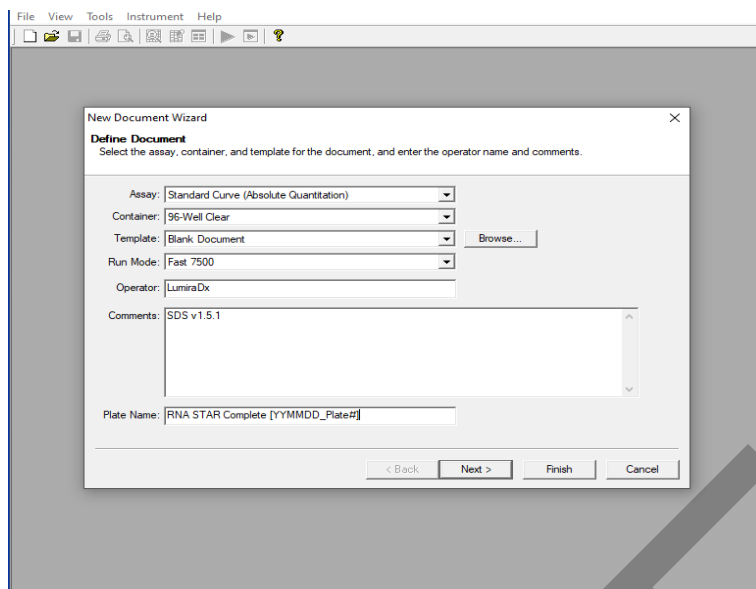 File View Tools Instrument Help
New Document Wizard
Define Document
Select the assay, container, and template for the document, and enter the operator name and comments.
Assay: Standard Curve (Absolute Quantitation)
Container: 96-Well Clear
Template: Blank Document Browse...
Run Mode: Fast 7500
Operator: LumiraDx
Comments: SDS v1.5.1
Plate Name: RNA STAR Complete [YYMMDD_Plate#]
< Back Next > Finish Cancel